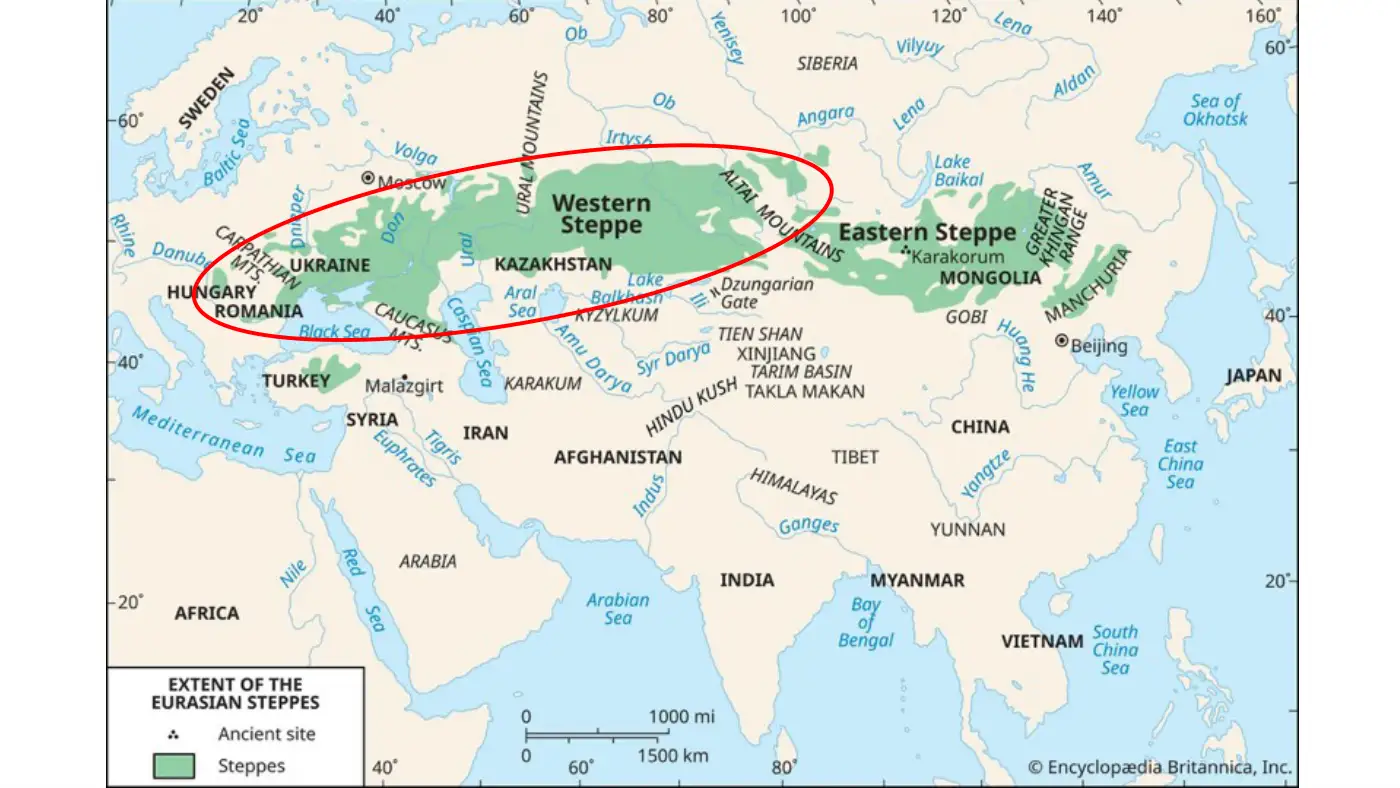 20°
40°
60°
80°
100°
120°
140°
160°
Ob
Yenisey
Vilyuy
Lena
60°
SIBERIA
SWEDEN
URAL MOUNTAINS
Ob
Aldan
Sea of
Okhotsk
60°
Baltic Sea
Irtysh
Angara
Lena
Volga
Moscow
Lake
Baikal
Amur
Rhine
Dnieper
Don
Western
Steppe
ALTAI MOUNTAINS
Eastern Steppe
GREATER
KHINGAN
RANGE
Danube
CARPATHIAN
MTS.
UKRAINE
Ural
KAZAKHSTAN
Karakorum
MONGOLIA
MANCHURIA
HUNGARY
ROMANIA
Aral
Sea
Lake
Balkhash
Ili
Dzungarian
Gate
Black Sea
CAUCASUS
MTS.
Caspian Sea
KYZYLKUM
GOBI
Huang He
40°
40°
Amu Darya
Syr Darya
TIEN SHAN
XINJIANG
TARIM BASIN
TAKLA MAKAN
Beijing
TURKEY
Malazgirt
KARAKUM
HINDU KUSH
JAPAN
Yellow
Sea
Mediterranean Sea
SYRIA
Euphrates
Tigris
IRAN
AFGHANISTAN
TIBET
CHINA
East
China
Sea
Indus
HIMALAYAS
Yangtze
Ganges
YUNNAN
Nile
Red
Sea
ARABIA
INDIA
MYANMAR
20°
20°
AFRICA
Arabian
Sea
Bay
of
Bengal
VIETNAM
South
China
Sea
EXTENT OF THE
EURASIAN STEPPES
Ancient site
Steppes
0 1000 mi
0 1500 km
40°
60°
80°
© Encyclopædia Britannica, Inc.